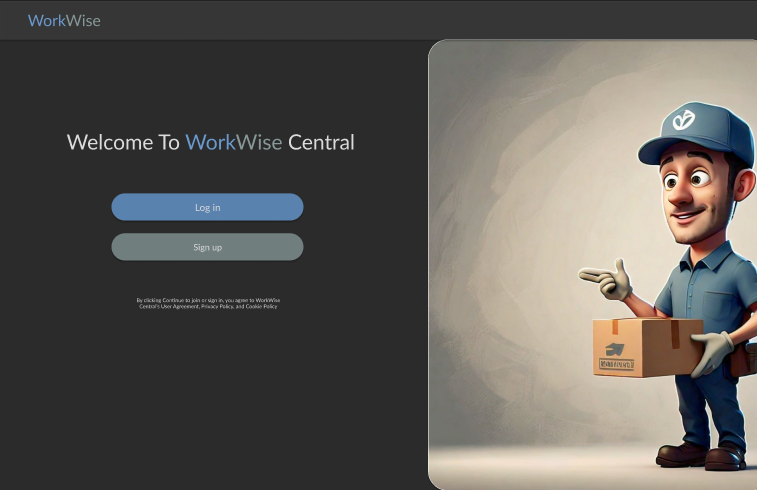 WorkWise
Welcome To WorkWise Central
Log in
Sign up
By clicking Continue to join or sign in, you agree to WorkWise
Central's User Agreement, Privacy Policy, and Cookie Policy